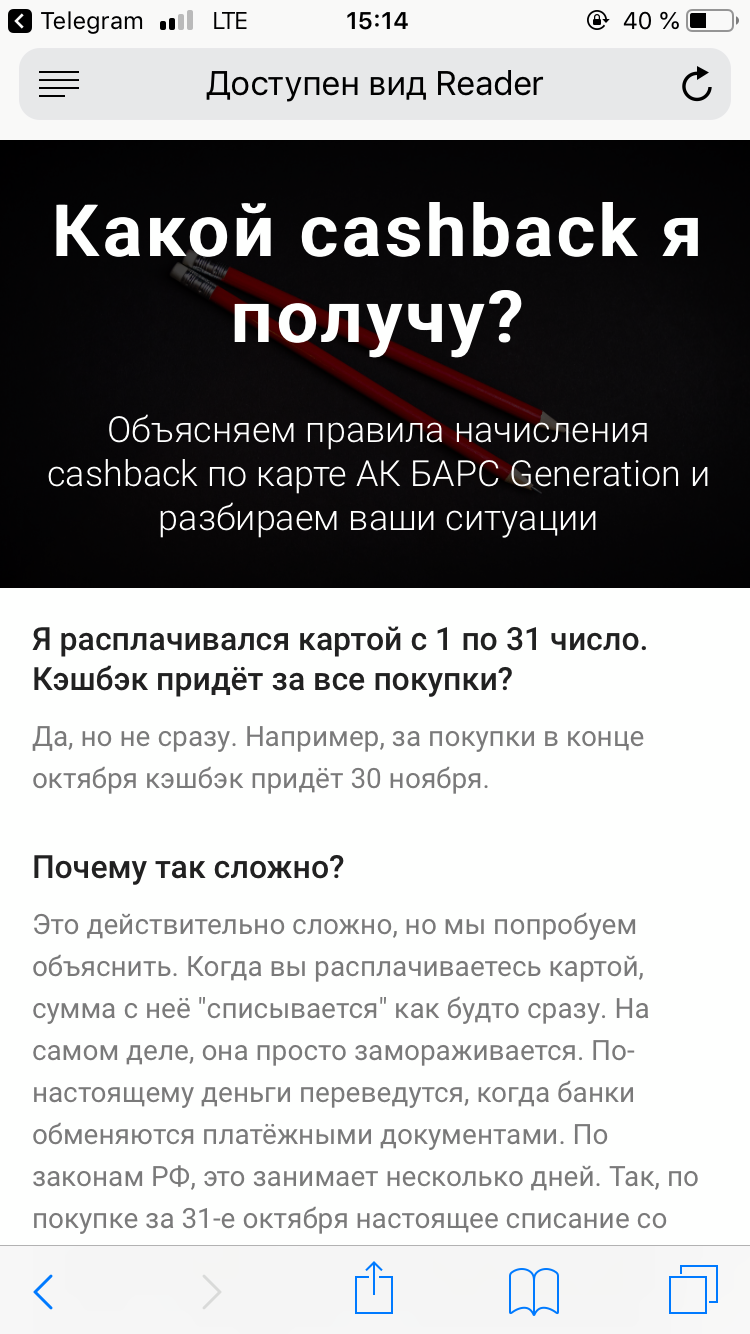 Telegram LTE 15:14 40 %
Доступен вид Reader
Какой cashback я
получу?
Объясняем правила начисления
cashback по карте АК БАРС Generation и
разбираем ваши ситуации
Я расплачивался картой с 1 по 31 число.
Кэшбэк придёт за все покупки?
Да, но не сразу. Например, за покупки в конце
октября кэшбэк придёт 30 ноября.
Почему так сложно?
Это действительно сложно, но мы попробуем
объяснить. Когда вы расплачиваетесь картой,
сумма с неё "списывается" как будто сразу. На
самом деле, она просто замораживается. По-
настоящему деньги переведутся, когда банки
обменяются платёжными документами. По
законам РФ, это занимает несколько дней. Так, по
покупке за 31-е октября настоящее списание со